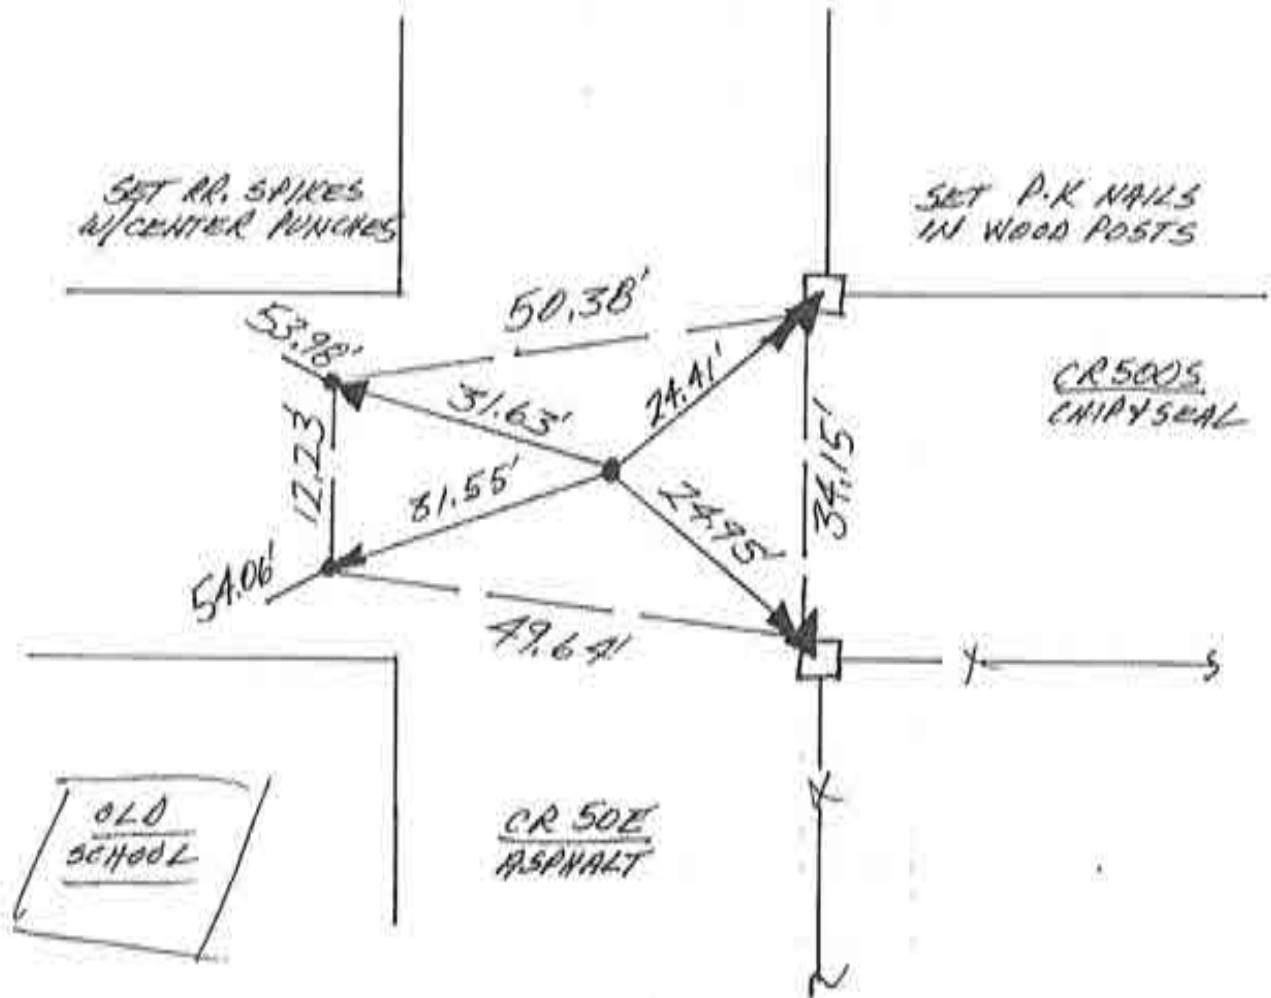 SET RR. SPIKES
W/CENTER PUNCHES
SET P.K NAILS
IN WOOD POSTS
50.38'
53.98'
31.63'
24.41'
CR 500S
CHIP & SEAL
12.23'
31.55'
24.95'
34.15'
54.06'
49.64'
OLD
SCHOOL
CR 50E
ASPHALT